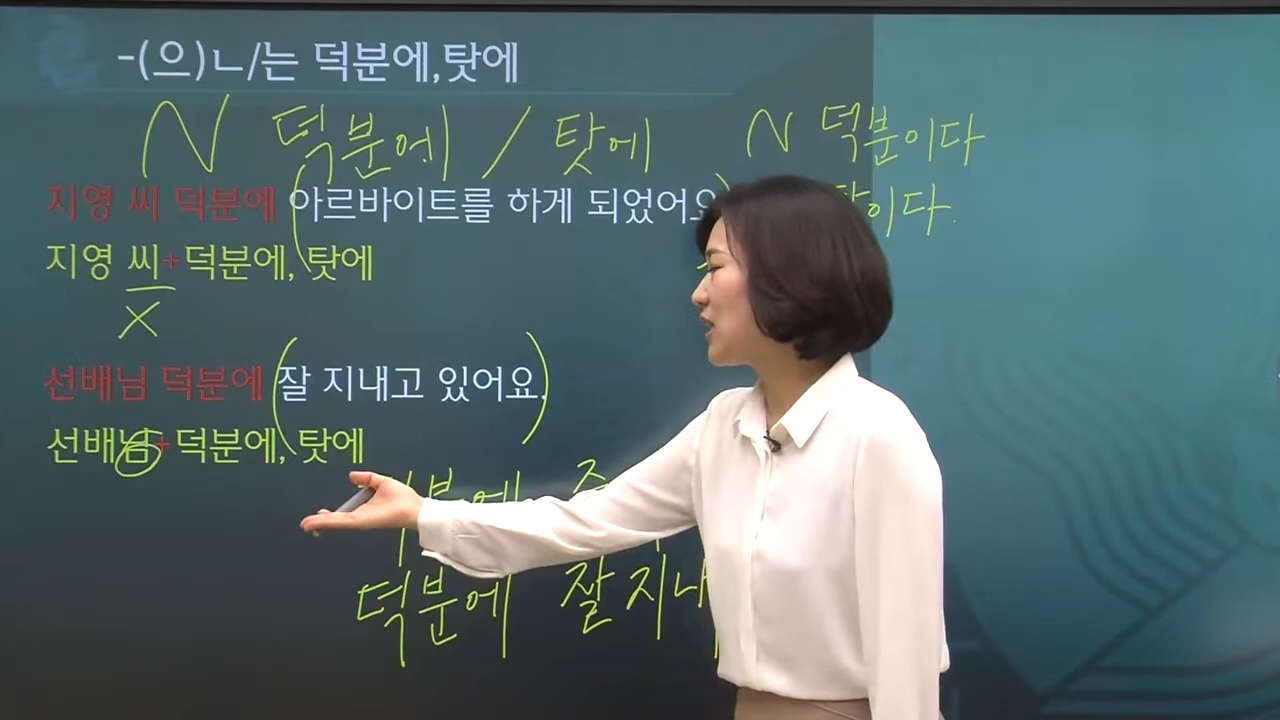 -(으)ㄴ/는 덕분에,탓에
N 덕분에 / 탓에 N 덕분이다
지영 씨 덕분에 (아르바이트를 하게 되었어요)
이다.
지영 씨+덕분에, 탓에
X
선배님 덕분에 (잘 지내고 있어요.)
선배님+덕분에, 탓에
덕분에 잘 지내